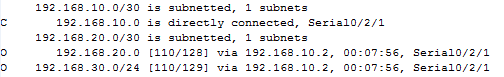 192.168.10.0/30 is subnetted, 1 subnets
C       192.168.10.0 is directly connected, Serial0/2/1
     192.168.20.0/30 is subnetted, 1 subnets
O       192.168.20.0 [110/128] via 192.168.10.2, 00:07:56, Serial0/2/1
O    192.168.30.0/24 [110/129] via 192.168.10.2, 00:07:56, Serial0/2/1